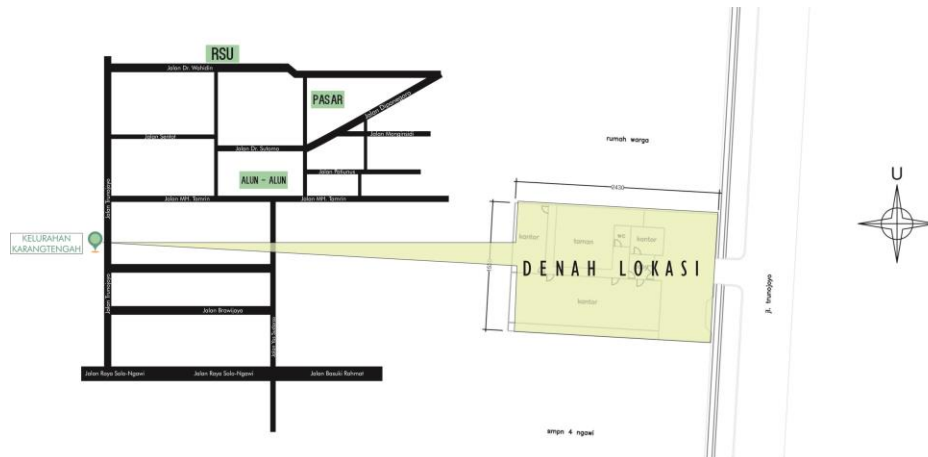 RSU
Jalan Dr. Wahidin
PASAR
Jalan Diponegoro
Jalan Sentot
Jalan Dr. Sutomo
Jalan Monginsidi
Jalan Patiunus
ALUN - ALUN
Jalan Trunojoyo
Jalan MH. Tamrin
Jalan MH. Tamrin
KELURAHAN
KARANGTENGAH
Jalan Trunojoyo
Jalan Brawijaya
Jalan Raya Solo-Ngawi
Jalan Raya Solo-Ngawi
Jalan Basuki Rahmat
rumah warga
kantor
taman
wc
kantor
DENAH LOKASI
kantor
jl. trunojoyo
smpn 4 ngawi
U